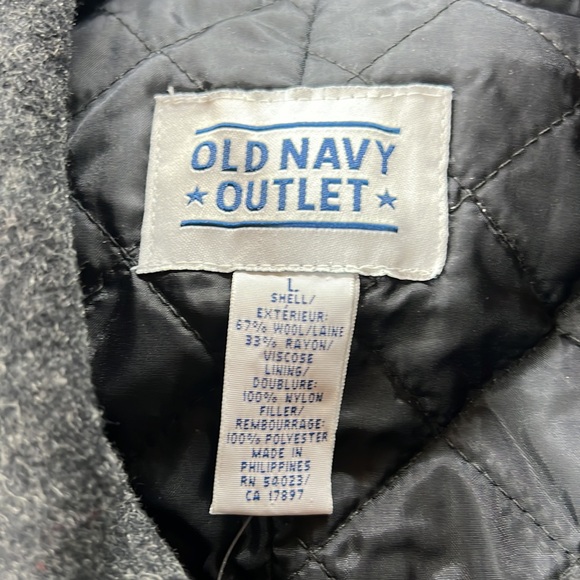 OLD NAVY
★ OUTLET ★
L
SHELL/
EXTÉRIEUR:
67% WOOL/LAINE
33% RAYON/
VISCOSE
LINING/
DOUBLURE:
100% NYLON
FILLER/
REMBOURRAGE:
100% POLYESTER
MADE IN
PHILIPPINES
RN 54023/
CA 17897